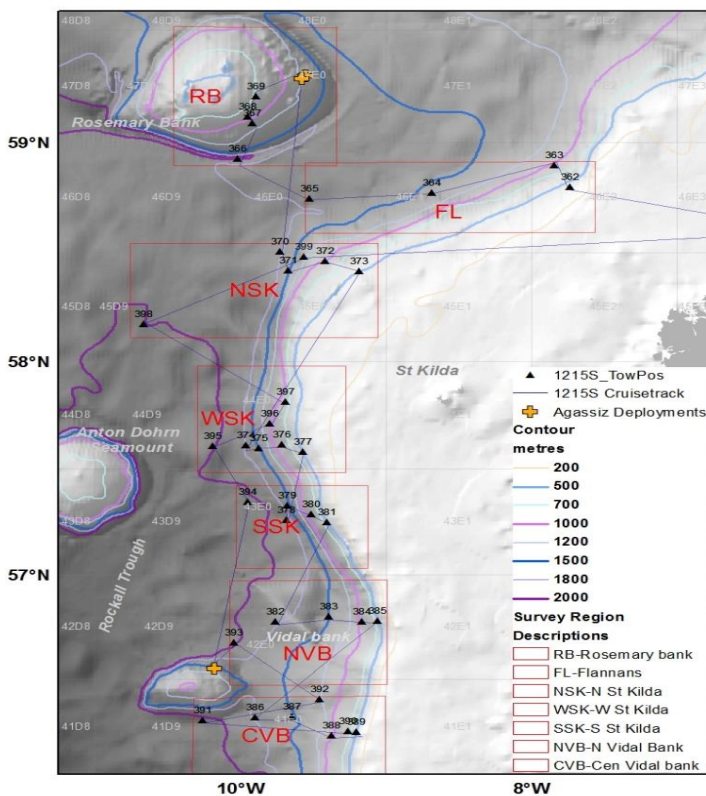 48E0
47D8
47D9
47E0
47E1
48E2
369
RB
368
367
Rosemary Bank
59°N
366
363
362
46D8
46D9
46E0
365
364
46E2
FL
370
399
372
371
373
NSK
45D8
45D9
45E1
45E2
398
58°N
St Kilda
397
44D8
44D9
WSK
396
Anton Dohrn
Seamount
395
374
375
376
377
394
379
43E0
380
381
43D8
43D9
378
43E1
SSK
57°N
Rockall Trough
382
383
384
385
42D8
42D9
Vidal bank
42E1
393
42E0
NVB
392
391
386
387
41D8
41D9
388
389
41E1
CVB
10°W
8°W
1215S_TowPos
1215S Cruisetrack
Agassiz Deployments
Contour
metres
200
500
700
1000
1200
1500
1800
2000
Survey Region
Descriptions
RB-Rosemary bank
FL-Flannans
NSK-N St Kilda
WSK-W St Kilda
SSK-S St Kilda
NVB-N Vidal Bank
CVB-Cen Vidal bank